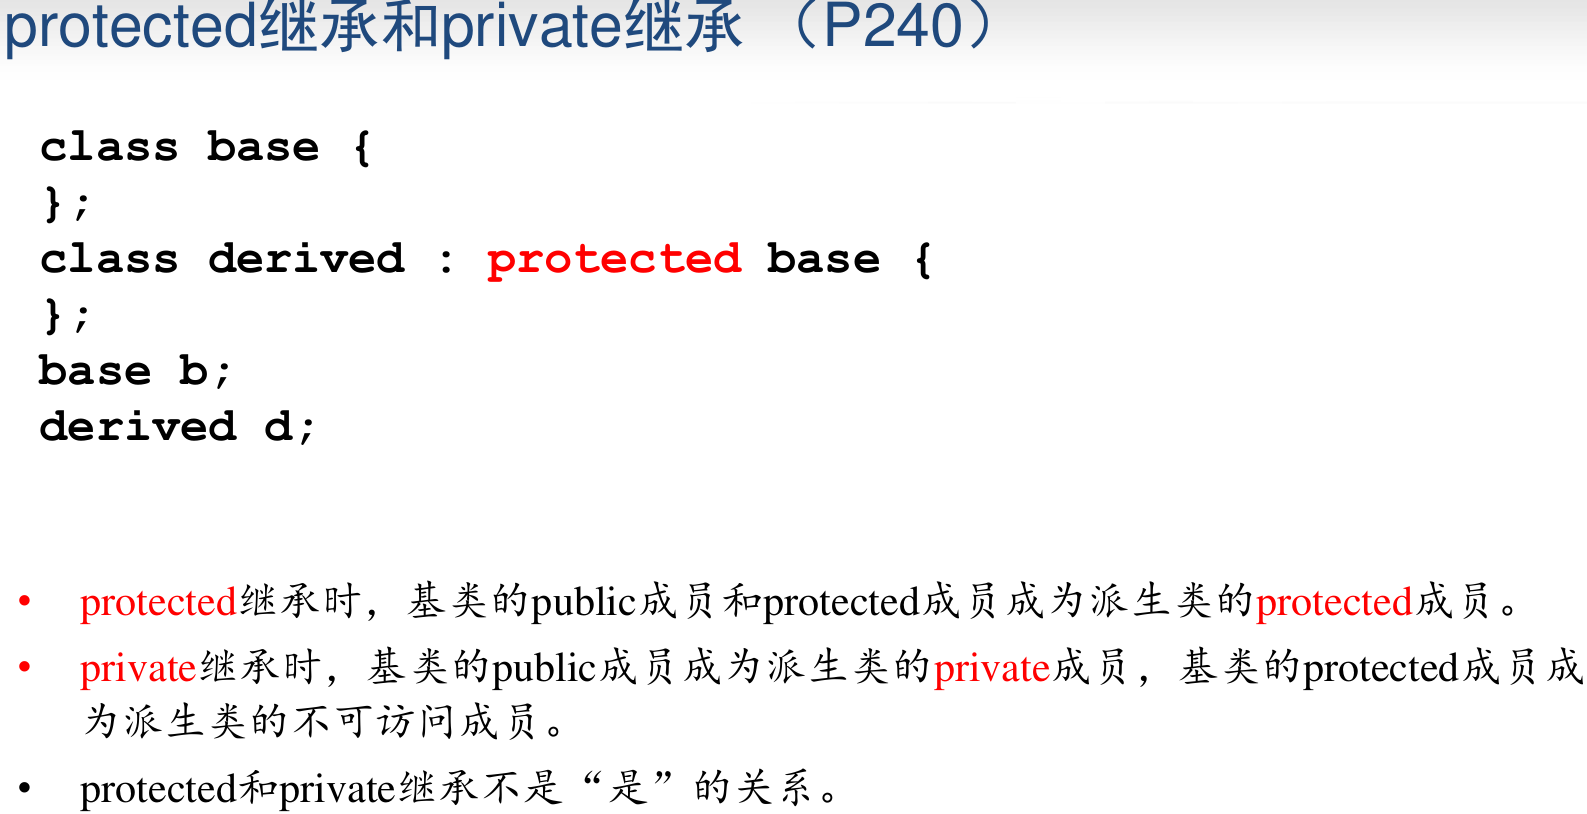 protected继承和private继承 （P240）
class base {
};
class derived : protected base {
};
base b;
derived d;
• protected继承时，基类的public成员和protected成员成为派生类的protected成员。
• private继承时，基类的public成员成为派生类的private成员，基类的protected成员成
为派生类的不可访问成员。
• protected和private继承不是“是”的关系。